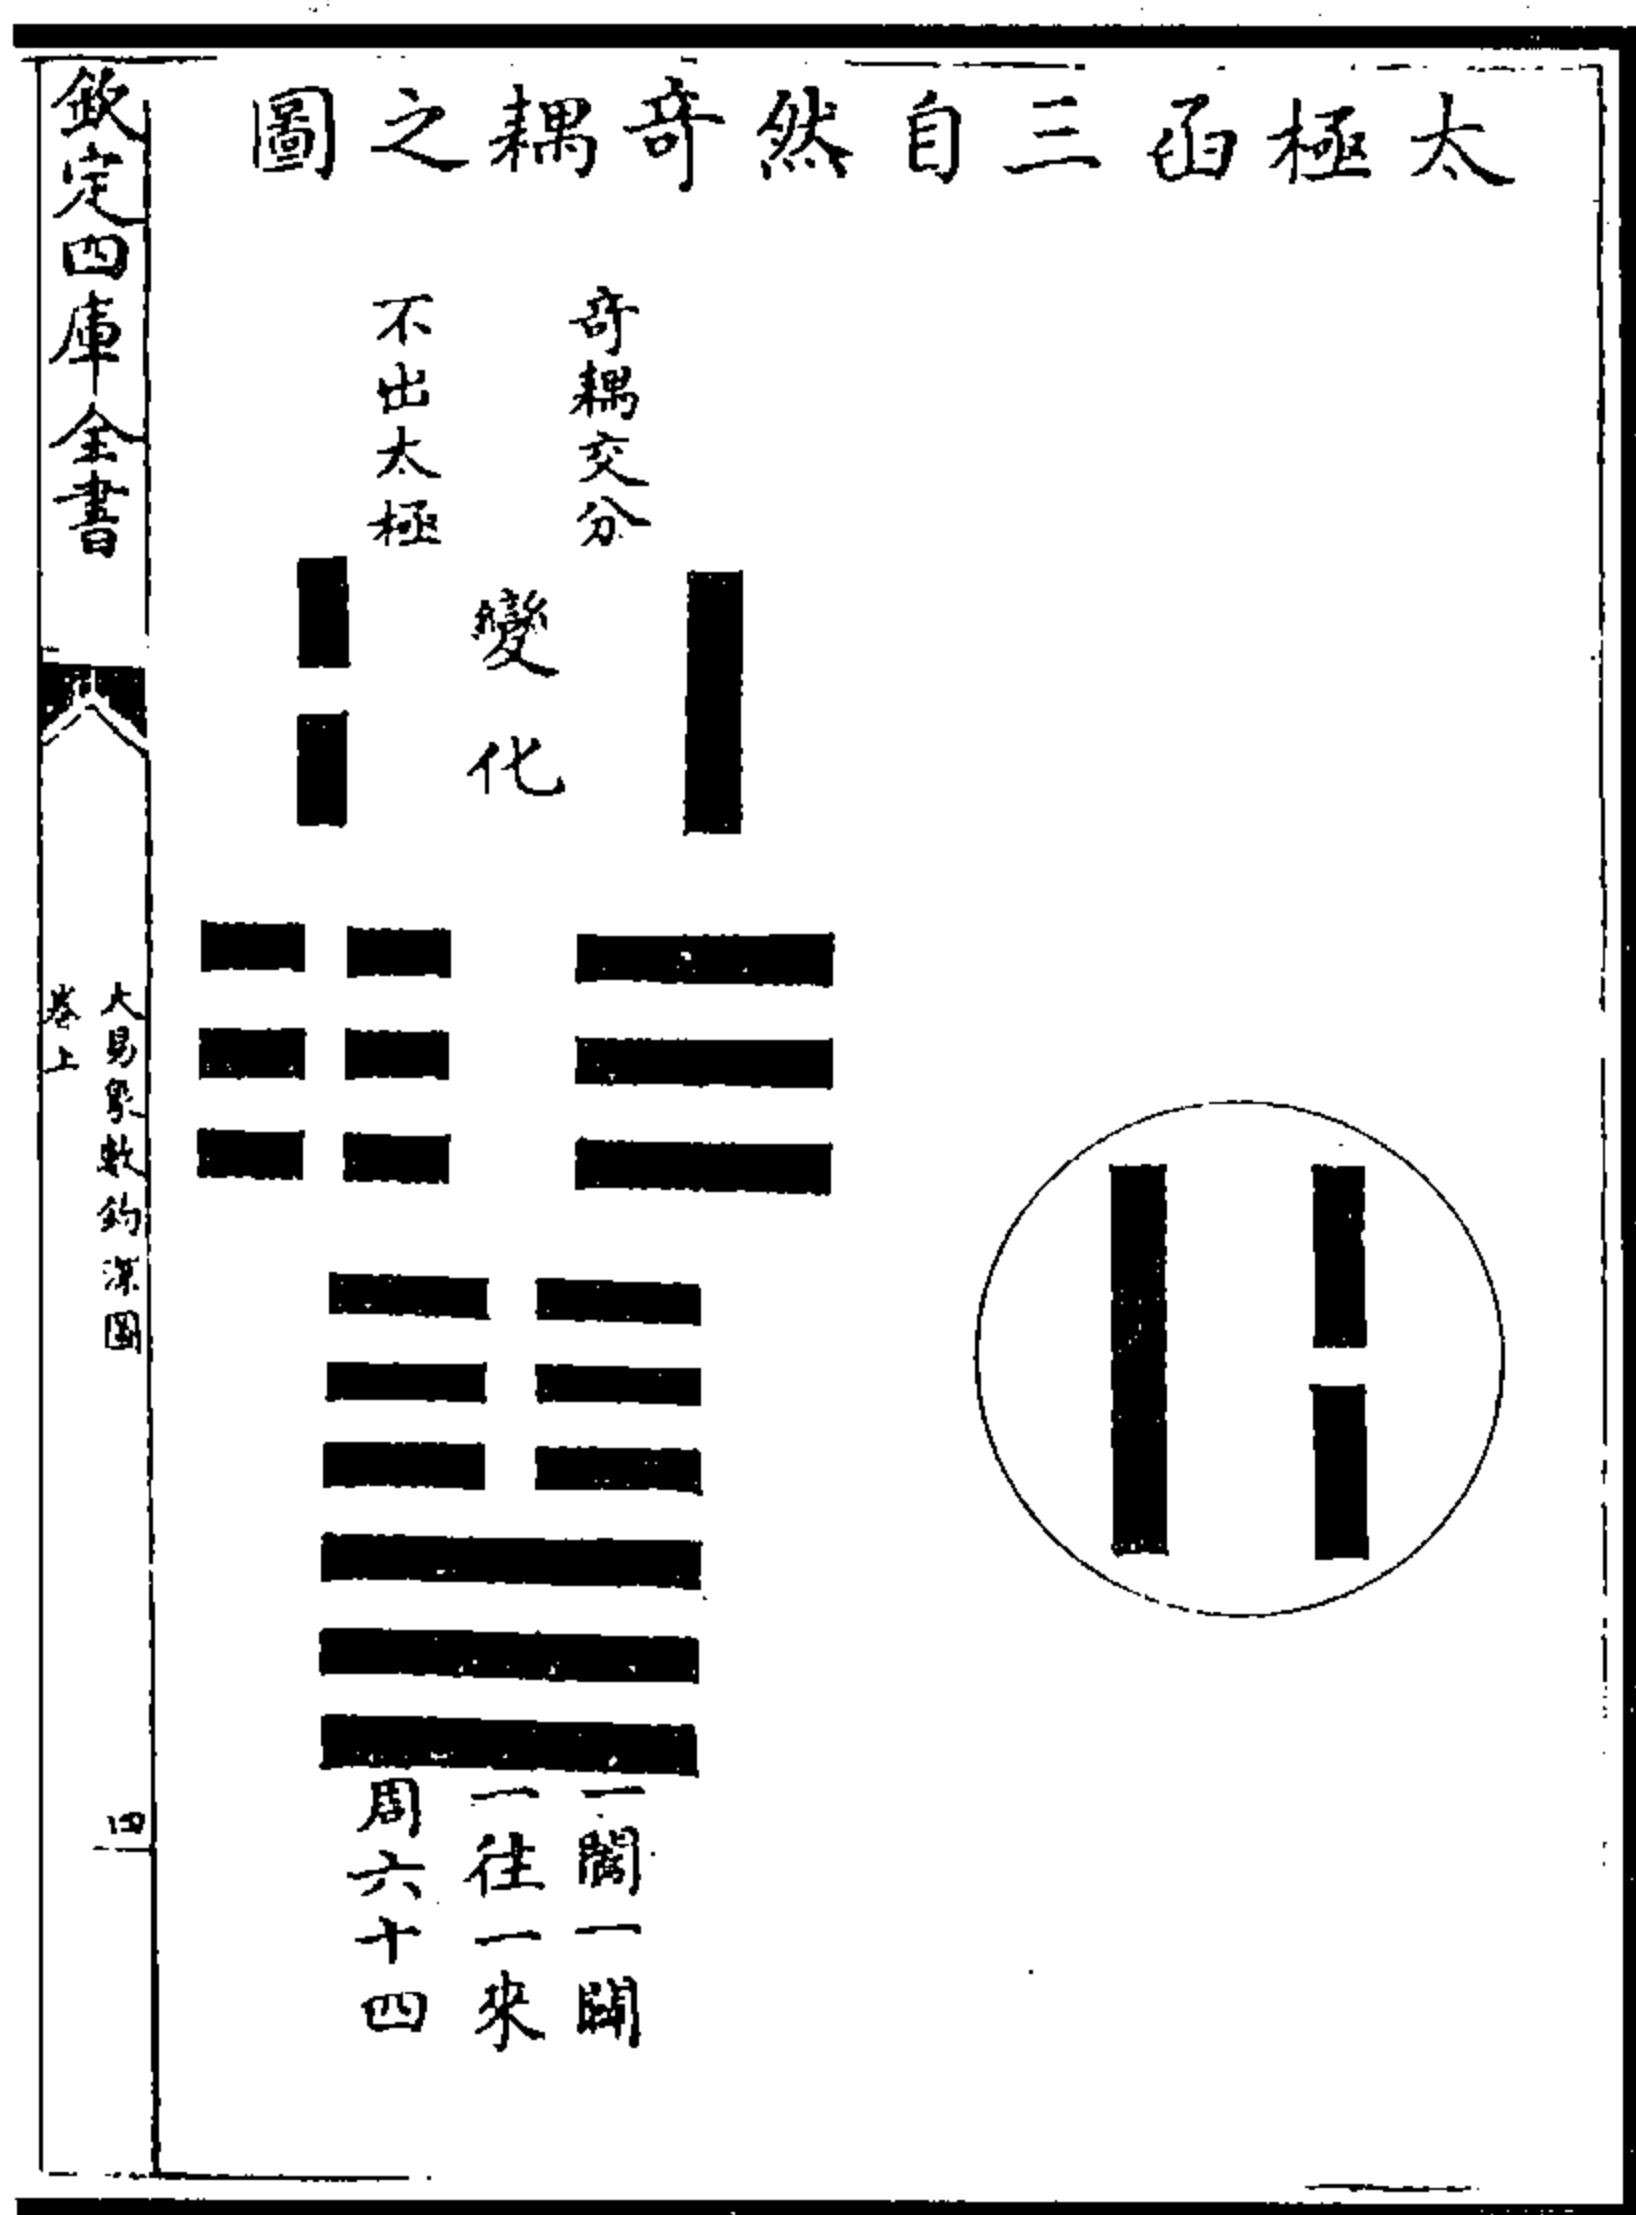 太極函三自然奇耦之圖
奇耦交分
不出太極
變化
一闔一闢
一往一來
周六十四
欽定四庫全書
大易象數鈎深圖
卷上
四